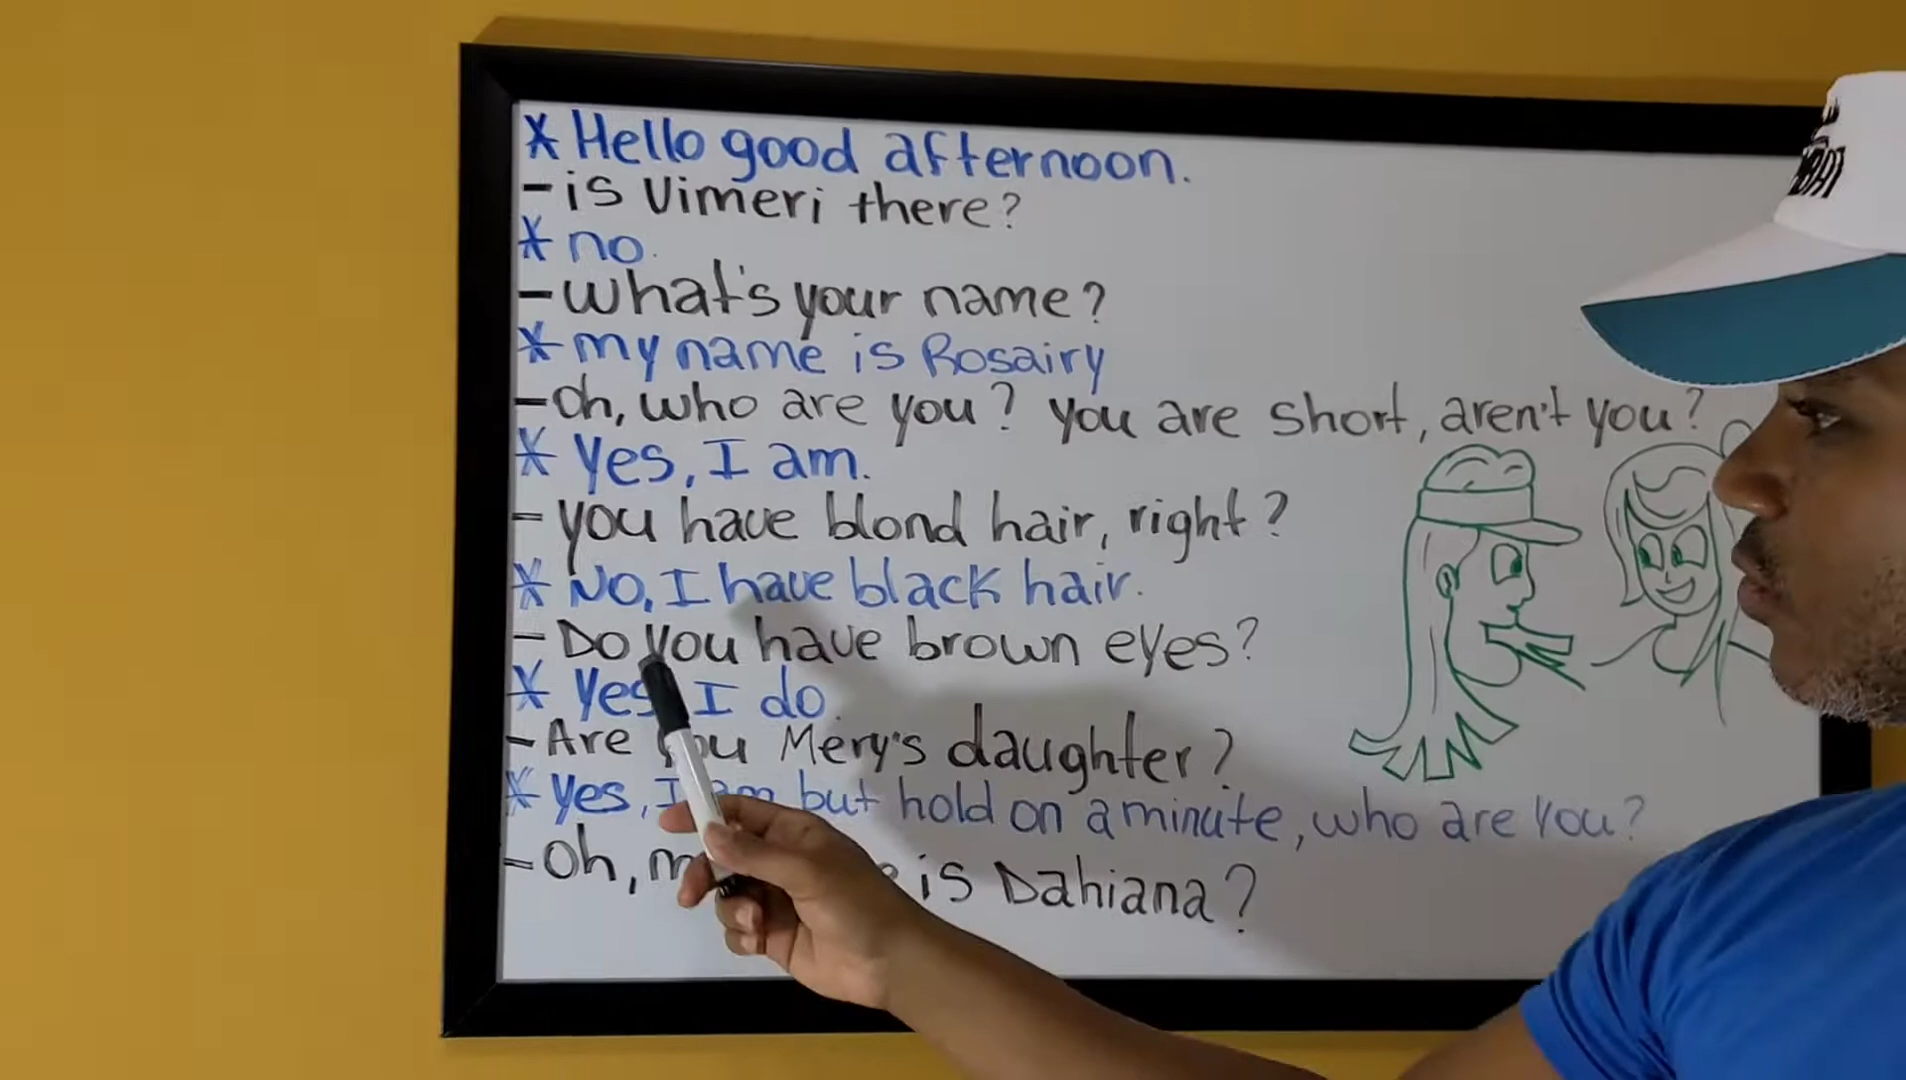 * Hello good afternoon.
- is Vimeri there?
* no.
- what's your name?
* my name is Rosairy
- oh, who are you? you are short, aren't you?
* Yes, I am.
- you have blond hair, right?
* No, I have black hair.
- Do you have brown eyes?
* Yes, I do.
- Are you Mery's daughter?
* Yes, I am but hold on a minute, who are you?
- oh, is Dahiana?